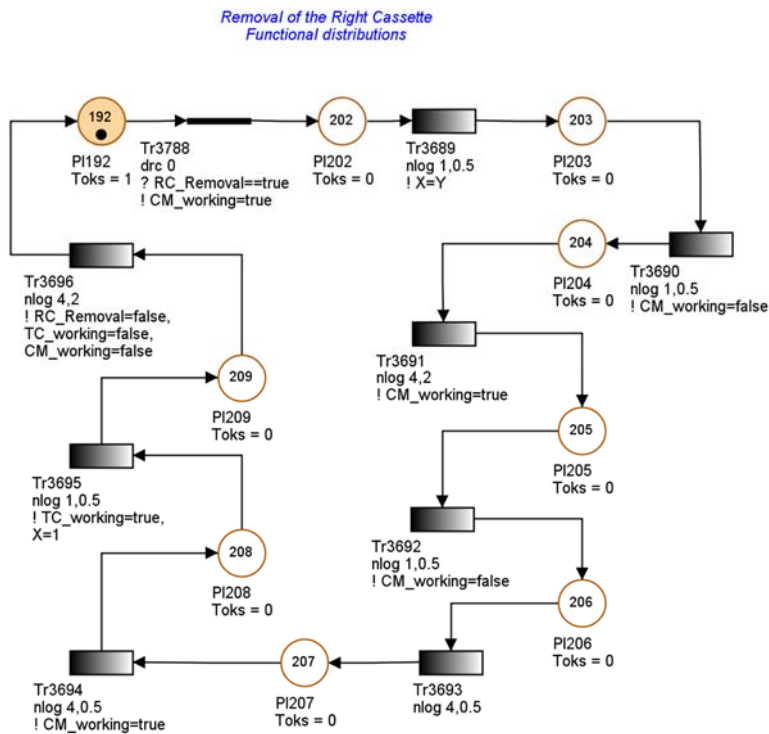 Removal of the Right Cassette
Functional distributions
192
Pl192
Toks = 1
Tr3788
drc 0
? RC_Removal==true
! CM_working=true
202
Pl202
Toks = 0
Tr3689
nlog 1,0.5
! X=Y
203
Pl203
Toks = 0
Tr3690
nlog 1,0.5
! CM_working=false
204
Pl204
Toks = 0
Tr3691
nlog 4,2
! CM_working=true
205
Pl205
Toks = 0
Tr3692
nlog 1,0.5
! CM_working=false
206
Pl206
Toks = 0
Tr3693
nlog 4,0.5
207
Pl207
Toks = 0
Tr3694
nlog 4,0.5
! CM_working=true
208
Pl208
Toks = 0
Tr3695
nlog 1,0.5
! TC_working=true,
X=1
209
Pl209
Toks = 0
Tr3696
nlog 4,2
! RC_Removal=false,
TC_working=false,
CM_working=false